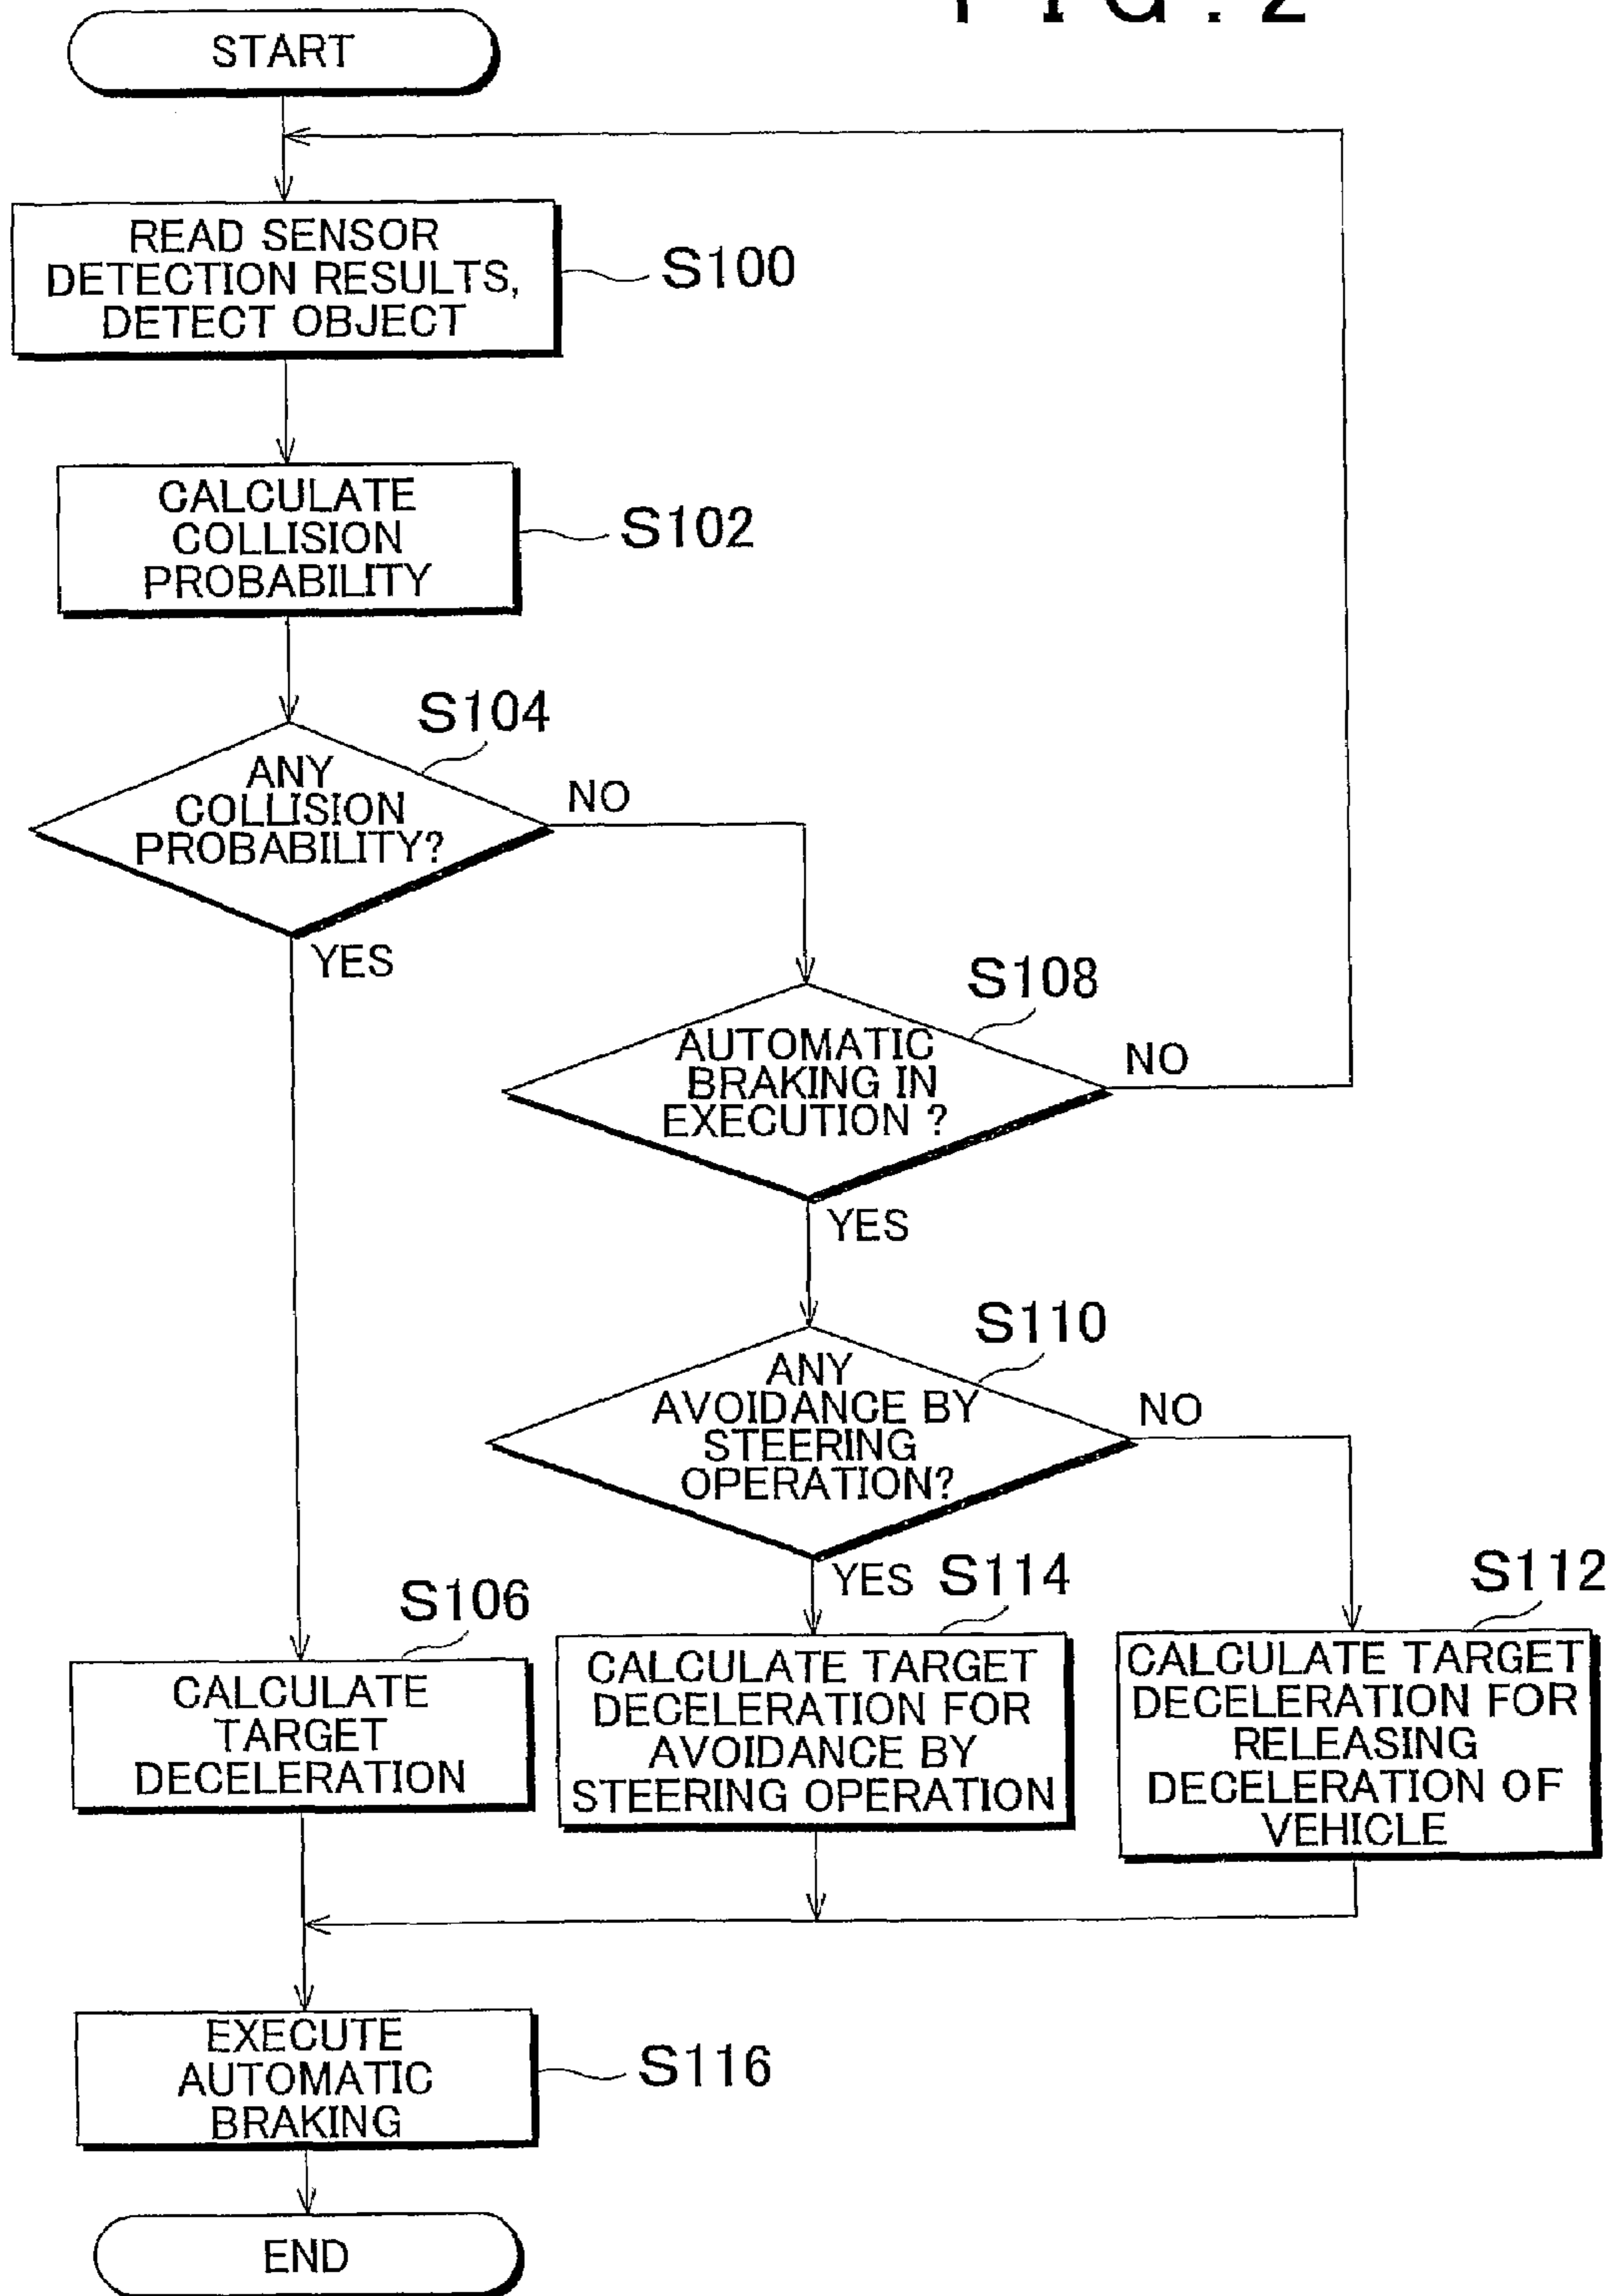 FIG. 2
START
READ SENSOR
DETECTION RESULTS,
DETECT OBJECT
S100
CALCULATE
COLLISION
PROBABILITY
S102
S104
ANY
COLLISION
PROBABILITY?
NO
YES
S108
AUTOMATIC
BRAKING IN
EXECUTION ?
NO
YES
S110
ANY
AVOIDANCE BY
STEERING
OPERATION?
NO
YES
S106
CALCULATE
TARGET
DECELERATION
S114
CALCULATE TARGET
DECELERATION FOR
AVOIDANCE BY
STEERING OPERATION
S112
CALCULATE TARGET
DECELERATION FOR
RELEASING
DECELERATION OF
VEHICLE
EXECUTE
AUTOMATIC
BRAKING
S116
END